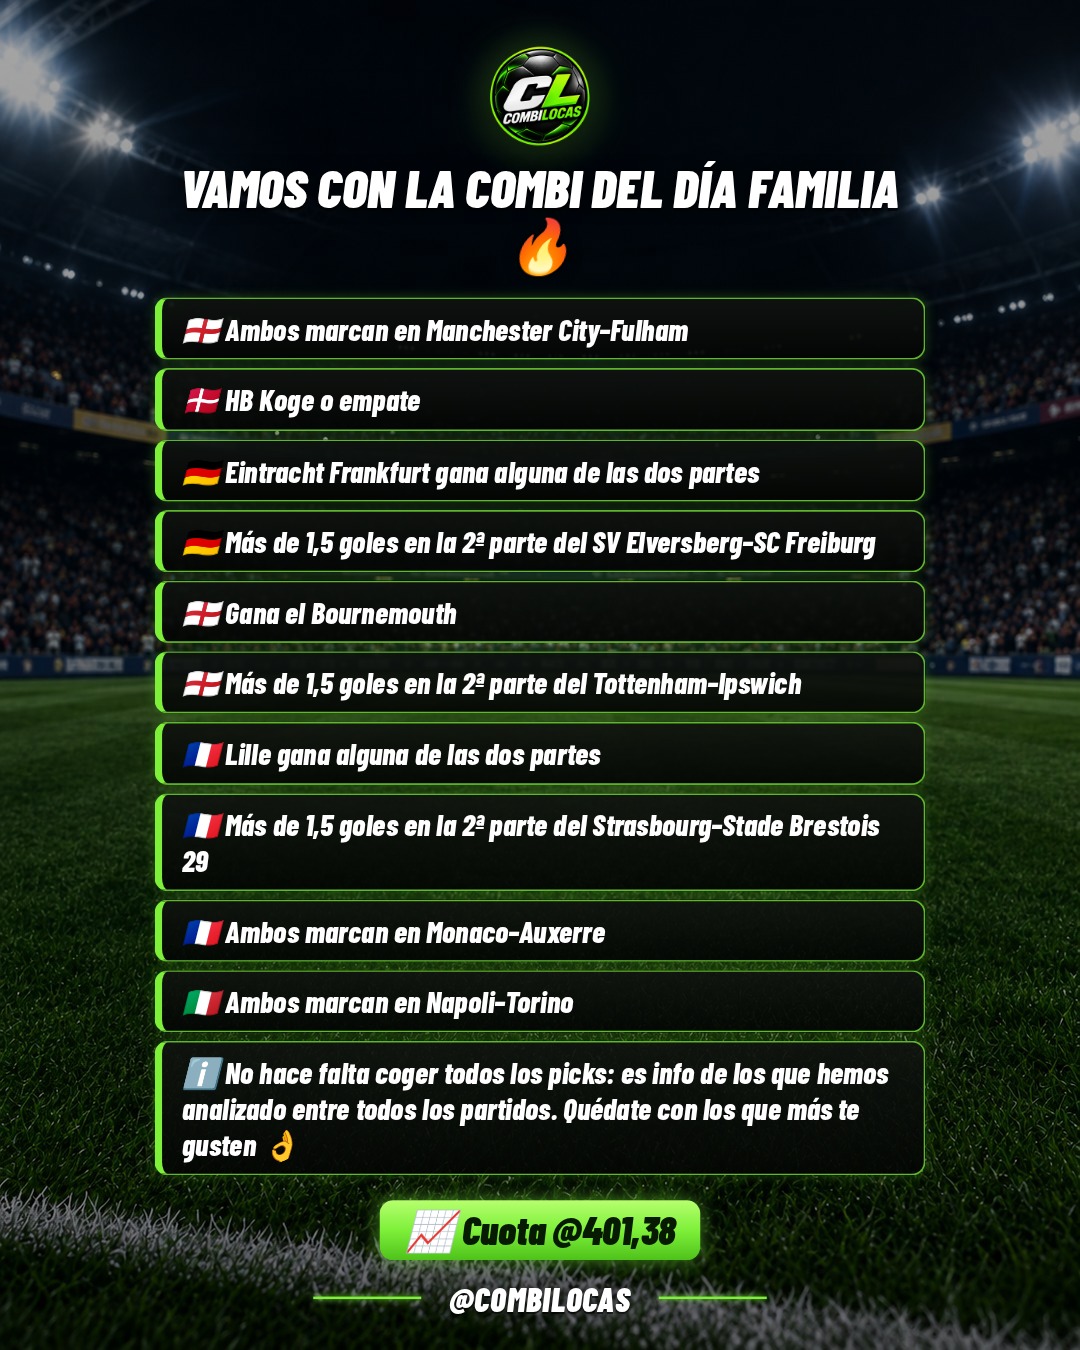 CL
COMBILOCAS
VAMOS CON LA COMBI DEL DÍA FAMILIA
🔥
🏴󠁧󠁢󠁥󠁮󠁧󠁿 Ambos marcan en Manchester City-Fulham
🇩🇰 HB Koge o empate
🇩🇪 Eintracht Frankfurt gana alguna de las dos partes
🇩🇪 Más de 1,5 goles en la 2ª parte del SV Elversberg-SC Freiburg
🏴󠁧󠁢󠁥󠁮󠁧󠁿 Gana el Bournemouth
🏴󠁧󠁢󠁥󠁮󠁧󠁿 Más de 1,5 goles en la 2ª parte del Tottenham-Ipswich
🇫🇷 Lille gana alguna de las dos partes
🇫🇷 Más de 1,5 goles en la 2ª parte del Strasbourg-Stade Brestois
29
🇫🇷 Ambos marcan en Monaco-Auxerre
🇮🇹 Ambos marcan en Napoli-Torino
ℹ️ No hace falta coger todos los picks: es info de los que hemos
analizado entre todos los partidos. Quédate con los que más te
gusten 👌
📈 Cuota @401,38
@COMBILOCAS